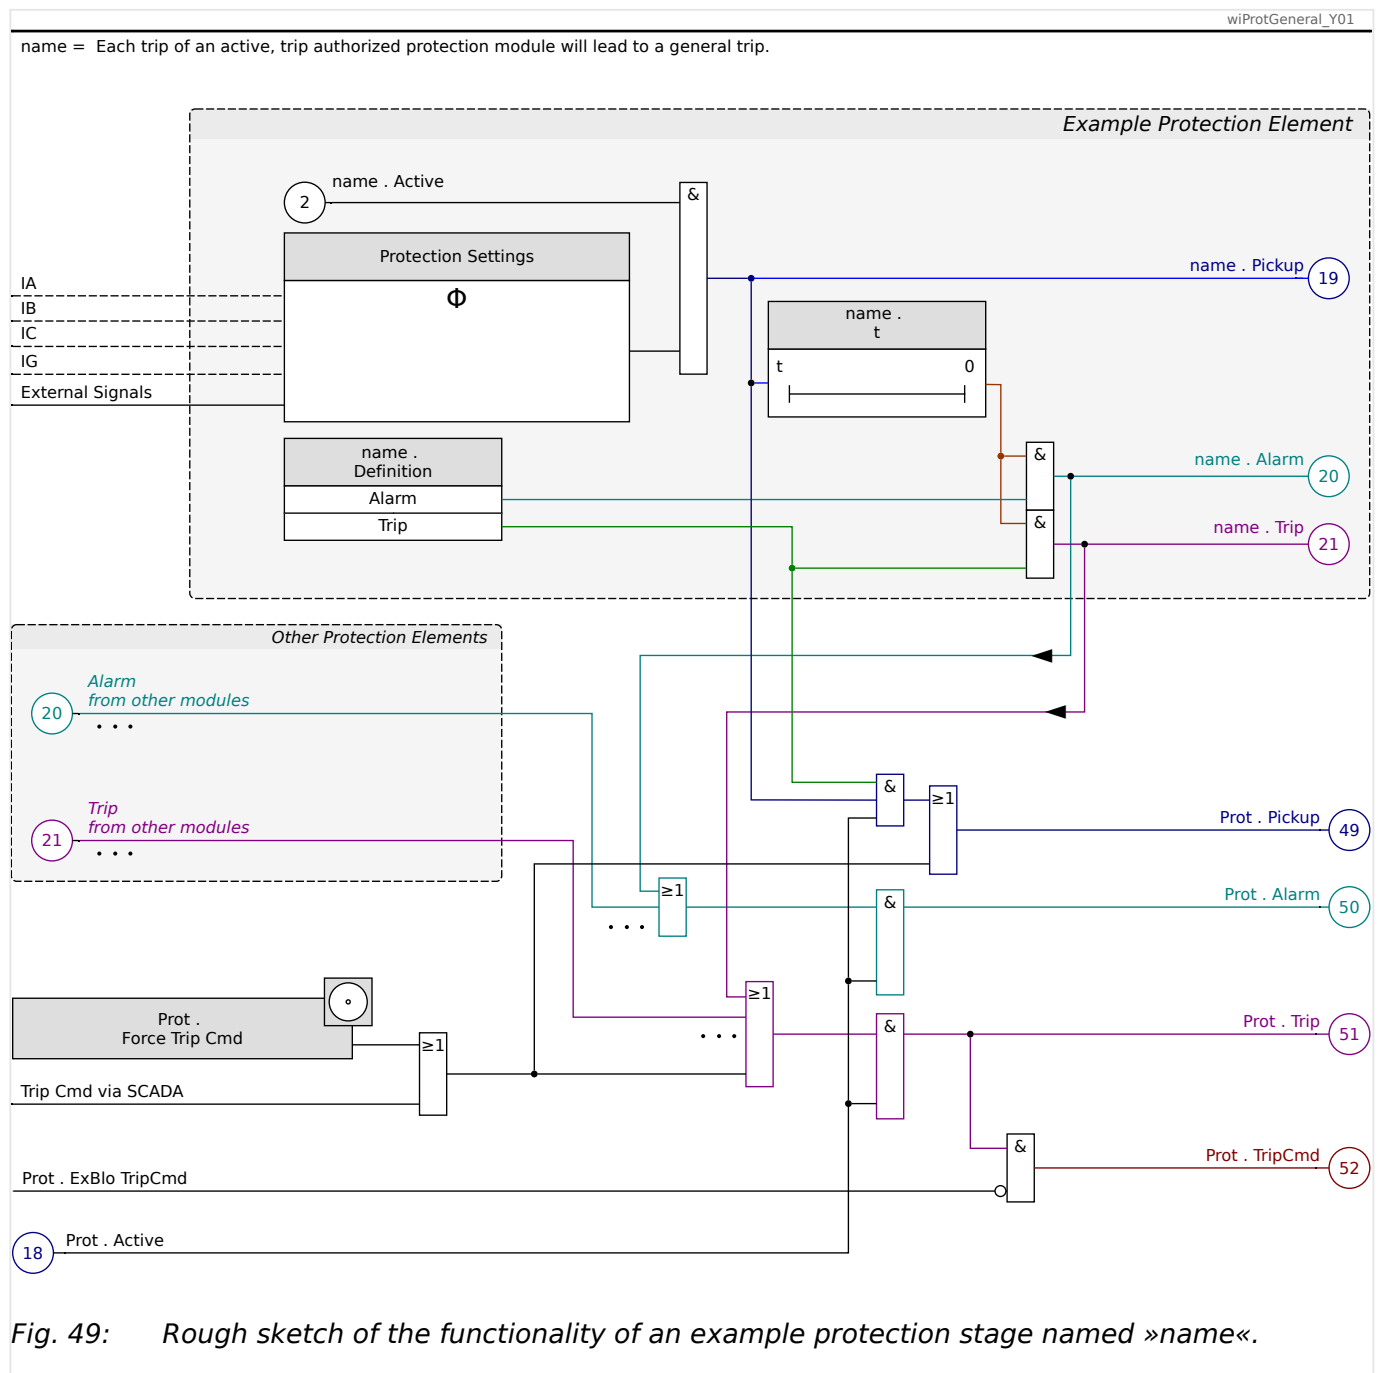 wiProtGeneral_Y01
name = Each trip of an active, trip authorized protection module will lead to a general trip.
Example Protection Element
name . Active
2
&
Protection Settings
Φ
IA
IB
IC
IG
External Signals
name . Pickup
19
name .
t
t 0
name .
Definition
Alarm
Trip
&
name . Alarm
20
&
name . Trip
21
Other Protection Elements
Alarm
from other modules
20
• • •
Trip
from other modules
21
• • •
&
≥1
Prot . Pickup
49
≥1
• • •
&
Prot . Alarm
50
Prot .
Force Trip Cmd
≥1
Trip Cmd via SCADA
≥1
• • •
&
Prot . Trip
51
&
Prot . TripCmd
52
Prot . ExBlo TripCmd
18
Prot . Active
Fig. 49: Rough sketch of the functionality of an example protection stage named »name«.